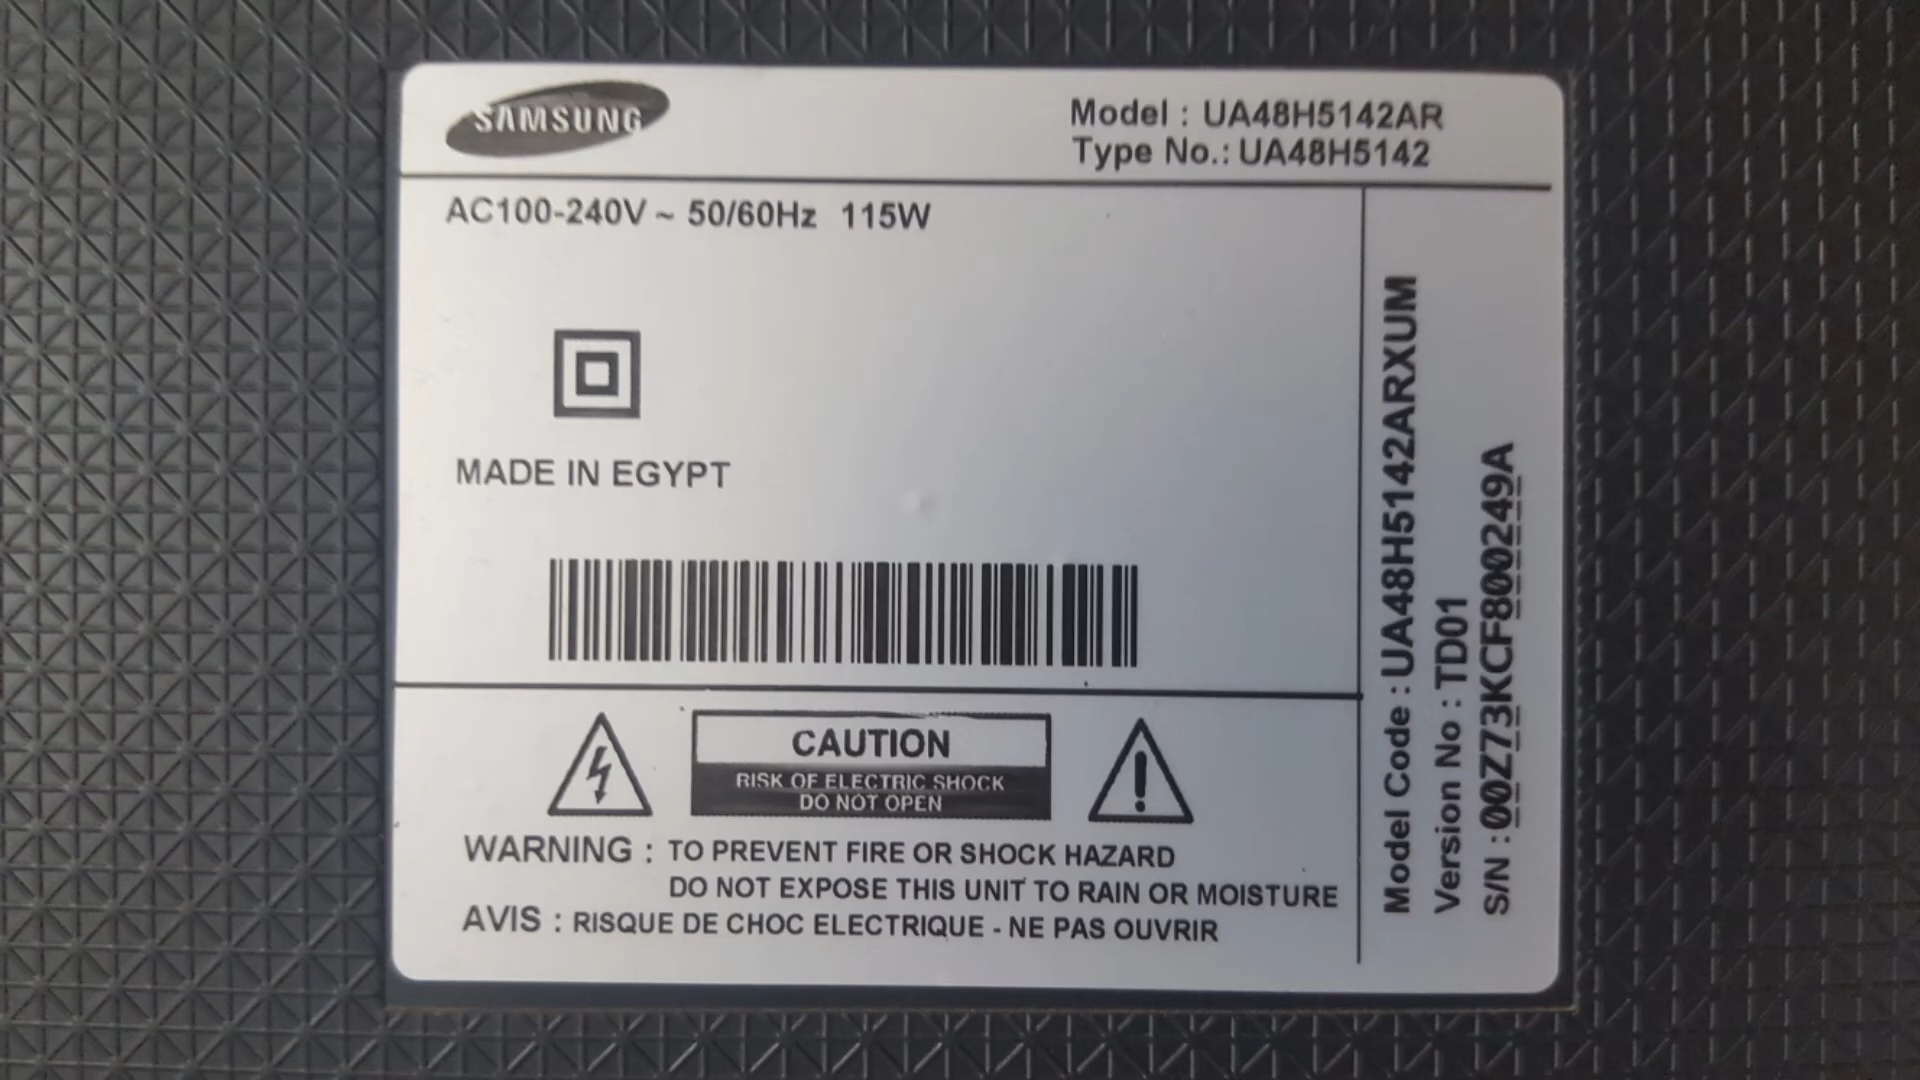 SAMSUNG
Model : UA48H5142AR
Type No.: UA48H5142
AC100-240V ~ 50/60Hz 115W
MADE IN EGYPT
CAUTION
RISK OF ELECTRIC SHOCK
DO NOT OPEN
WARNING : TO PREVENT FIRE OR SHOCK HAZARD
DO NOT EXPOSE THIS UNIT TO RAIN OR MOISTURE
AVIS : RISQUE DE CHOC ELECTRIQUE - NE PAS OUVRIR
Model Code : UA48H5142ARXUM
Version No : TD01
S/N : 00Z73KCF800249A